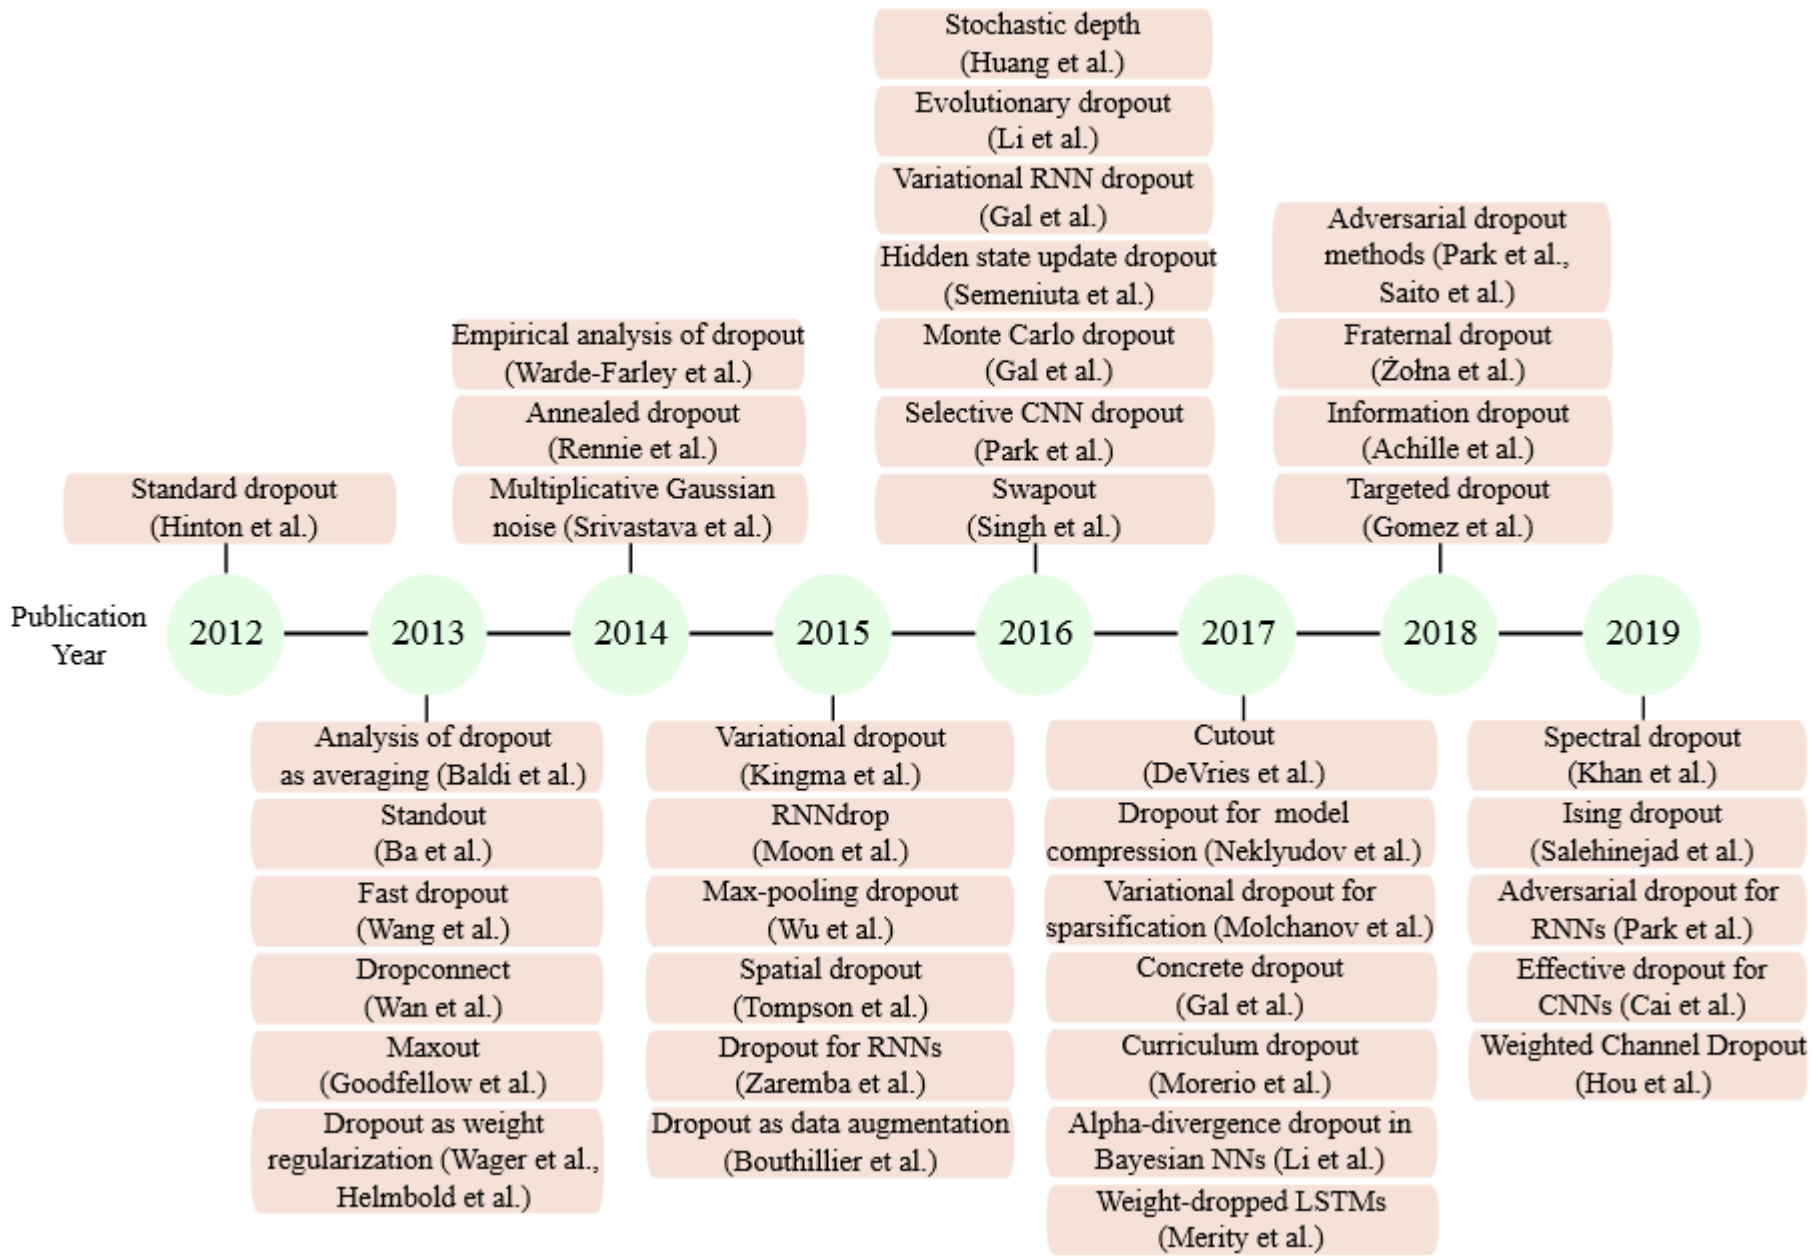 Stochastic depth
(Huang et al.)
Evolutionary dropout
(Li et al.)
Variational RNN dropout
(Gal et al.)
Hidden state update dropout
(Semeniuta et al.)
Monte Carlo dropout
(Gal et al.)
Selective CNN dropout
(Park et al.)
Swapout
(Singh et al.)
Adversarial dropout
methods (Park et al.,
Saito et al.)
Fraternal dropout
(Żołna et al.)
Information dropout
(Achille et al.)
Targeted dropout
(Gomez et al.)
Empirical analysis of dropout
(Warde-Farley et al.)
Annealed dropout
(Rennie et al.)
Multiplicative Gaussian
noise (Srivastava et al.)
Standard dropout
(Hinton et al.)
Publication
Year
2012
2013
2014
2015
2016
2017
2018
2019
Analysis of dropout
as averaging (Baldi et al.)
Standout
(Ba et al.)
Fast dropout
(Wang et al.)
Dropconnect
(Wan et al.)
Maxout
(Goodfellow et al.)
Dropout as weight
regularization (Wager et al.,
Helmbold et al.)
Variational dropout
(Kingma et al.)
RNNdrop
(Moon et al.)
Max-pooling dropout
(Wu et al.)
Spatial dropout
(Tompson et al.)
Dropout for RNNs
(Zaremba et al.)
Dropout as data augmentation
(Bouthillier et al.)
Cutout
(DeVries et al.)
Dropout for model
compression (Neklyudov et al.)
Variational dropout for
sparsification (Molchanov et al.)
Concrete dropout
(Gal et al.)
Curriculum dropout
(Morerio et al.)
Alpha-divergence dropout in
Bayesian NNs (Li et al.)
Weight-dropped LSTMs
(Merity et al.)
Spectral dropout
(Khan et al.)
Ising dropout
(Salehinejad et al.)
Adversarial dropout for
RNNs (Park et al.)
Effective dropout for
CNNs (Cai et al.)
Weighted Channel Dropout
(Hou et al.)